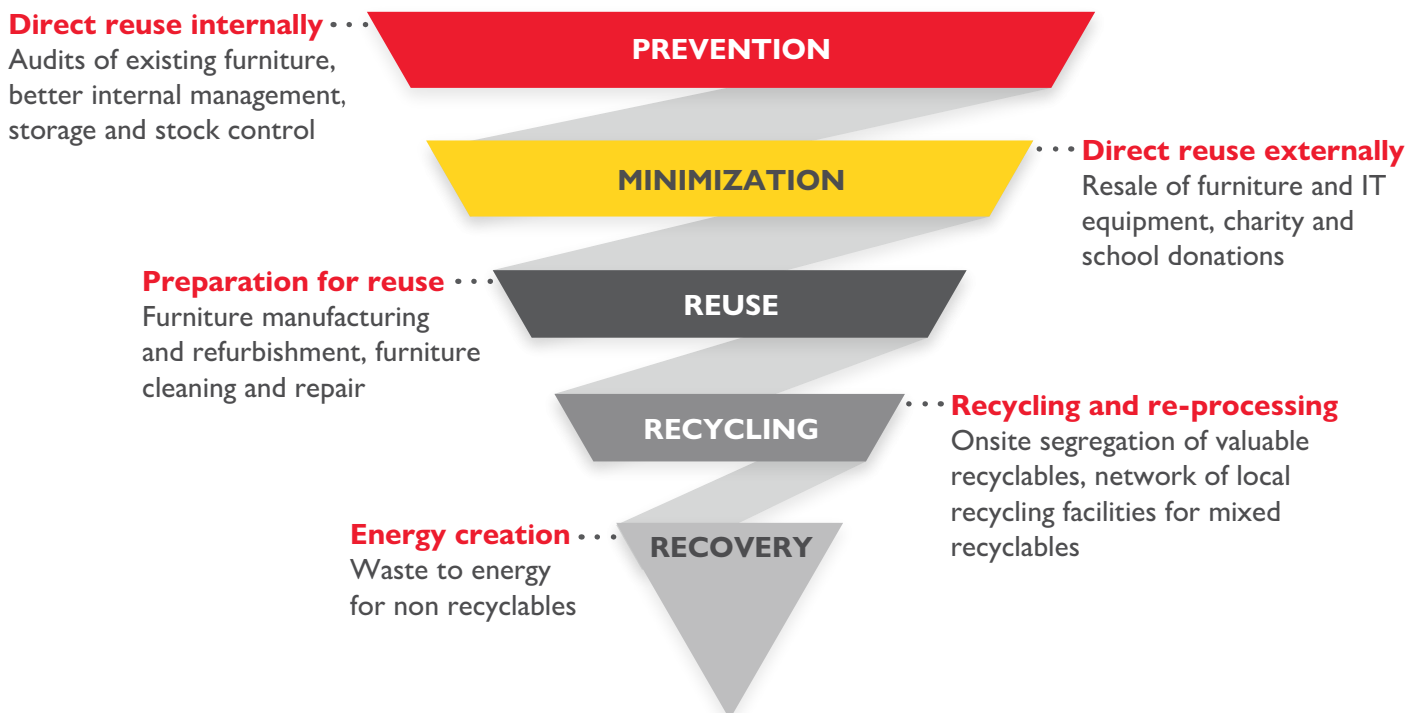 Direct reuse internally
Audits of existing furniture,
better internal management,
storage and stock control
PREVENTION
MINIMIZATION
Direct reuse externally
Resale of furniture and IT
equipment, charity and
school donations
Preparation for reuse
Furniture manufacturing
and refurbishment, furniture
cleaning and repair
REUSE
RECYCLING
Recycling and re-processing
Onsite segregation of valuable
recyclables, network of local
recycling facilities for mixed
recyclables
Energy creation
Waste to energy
for non recyclables
RECOVERY